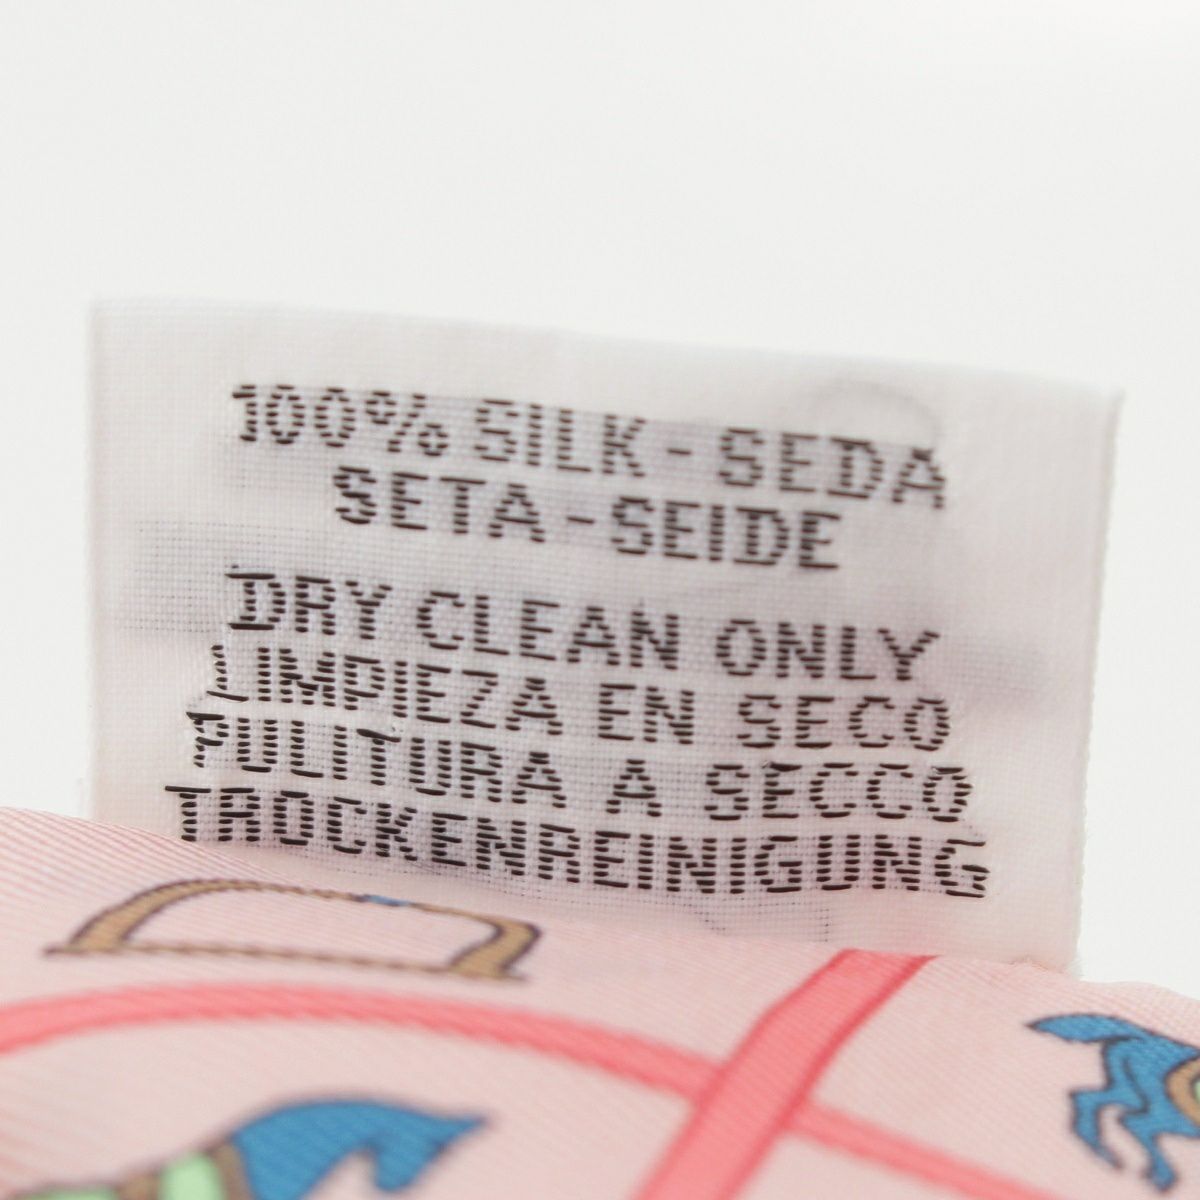 100% SILK - SEDA
SETA - SEIDE
DRY CLEAN ONLY
LIMPIEZA EN SECO
PULITURA A SECCO
TROCKENREINIGUNG